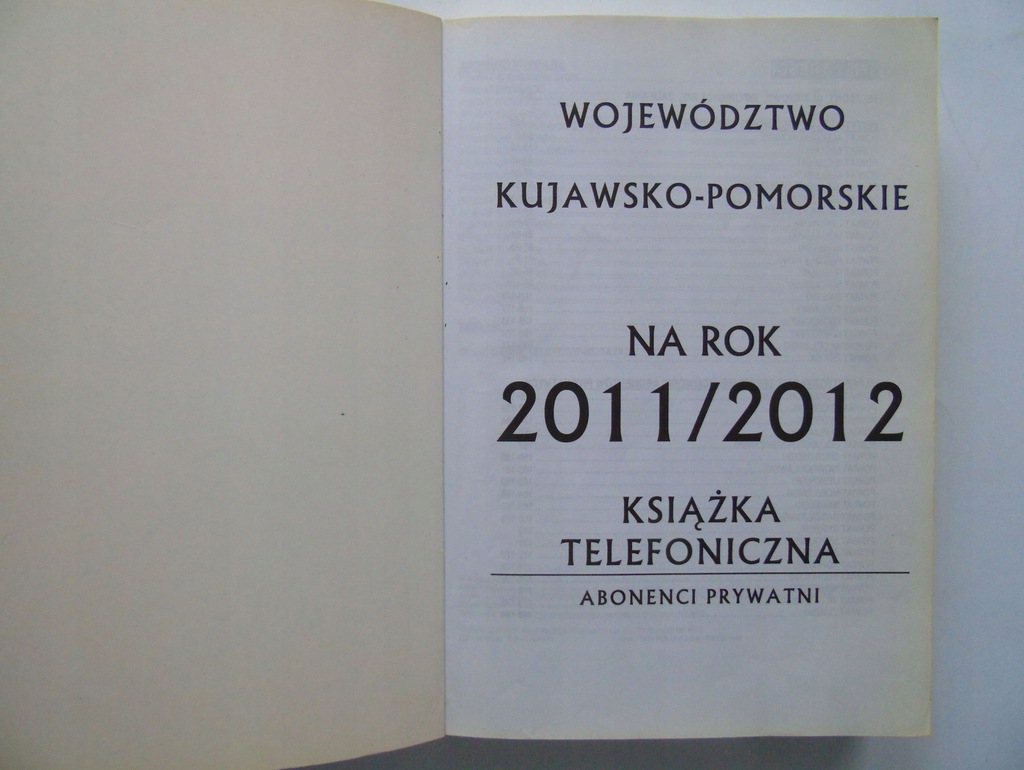 WOJEWÓDZTWO
KUJAWSKO-POMORSKIE
NA ROK
2011/2012
KSIĄŻKA
TELEFONICZNA
ABONENCI PRYWATNI